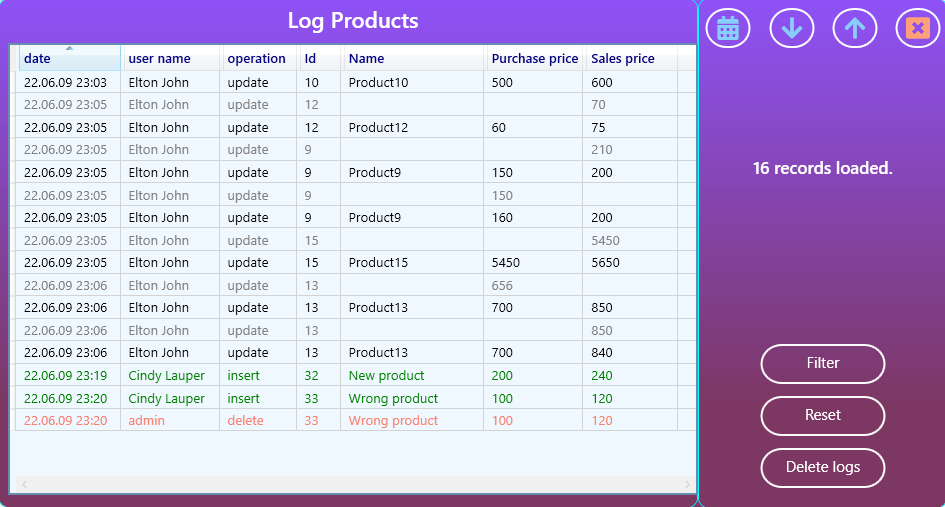 Log Products
date user name operation Id Name Purchase price Sales price
22.06.09 23:03 Elton John update 10 Product10 500 600
22.06.09 23:05 Elton John update 12 70
22.06.09 23:05 Elton John update 12 Product12 60 75
22.06.09 23:05 Elton John update 9 210
22.06.09 23:05 Elton John update 9 Product9 150 200
22.06.09 23:05 Elton John update 9 150
22.06.09 23:05 Elton John update 9 Product9 160 200
22.06.09 23:05 Elton John update 15 5450
22.06.09 23:05 Elton John update 15 Product15 5450 5650
22.06.09 23:06 Elton John update 13 656
22.06.09 23:06 Elton John update 13 Product13 700 850
22.06.09 23:06 Elton John update 13 850
22.06.09 23:06 Elton John update 13 Product13 700 840
22.06.09 23:19 Cindy Lauper insert 32 New product 200 240
22.06.09 23:20 Cindy Lauper insert 33 Wrong product 100 120
22.06.09 23:20 admin delete 33 Wrong product 100 120
16 records loaded.
Filter
Reset
Delete logs